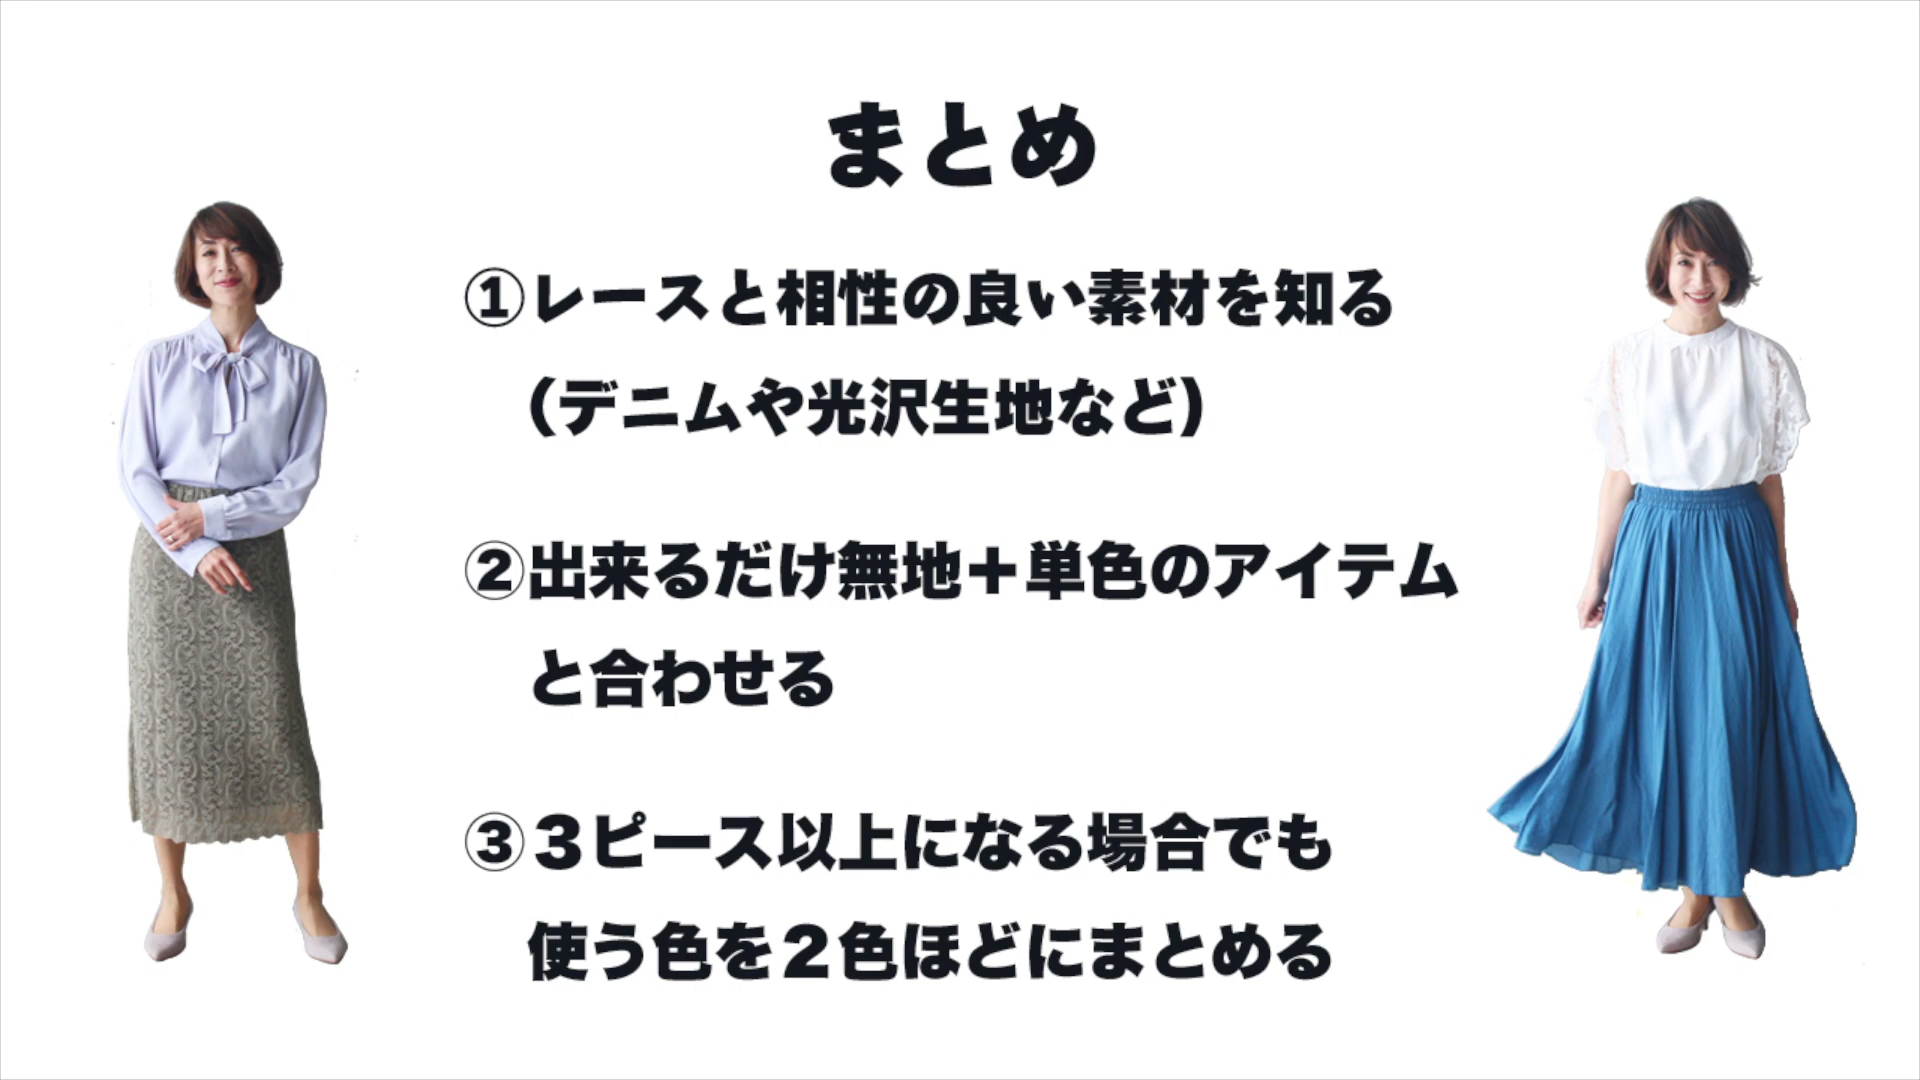 まとめ
①レースと相性の良い素材を知る
（デニムや光沢生地など）
②出来るだけ無地＋単色のアイテム
と合わせる
③３ピース以上になる場合でも
使う色を２色ほどにまとめる